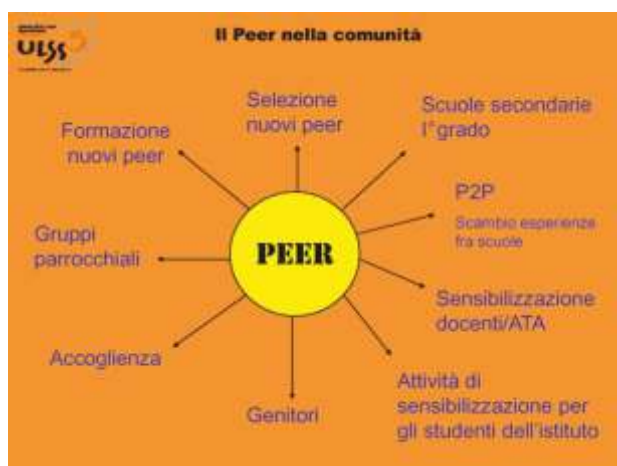 ULSS
Il Peer nella comunità
Selezione
nuovi peer
Scuole secondarie
I°grado
Formazione
nuovi peer
P2P
Scambio esperienze
fra scuole
Gruppi
parrocchiali
PEER
Sensibilizzazione
docenti/ATA
Accoglienza
Genitori
Attività di
sensibilizzazione per
gli studenti dell'istituto